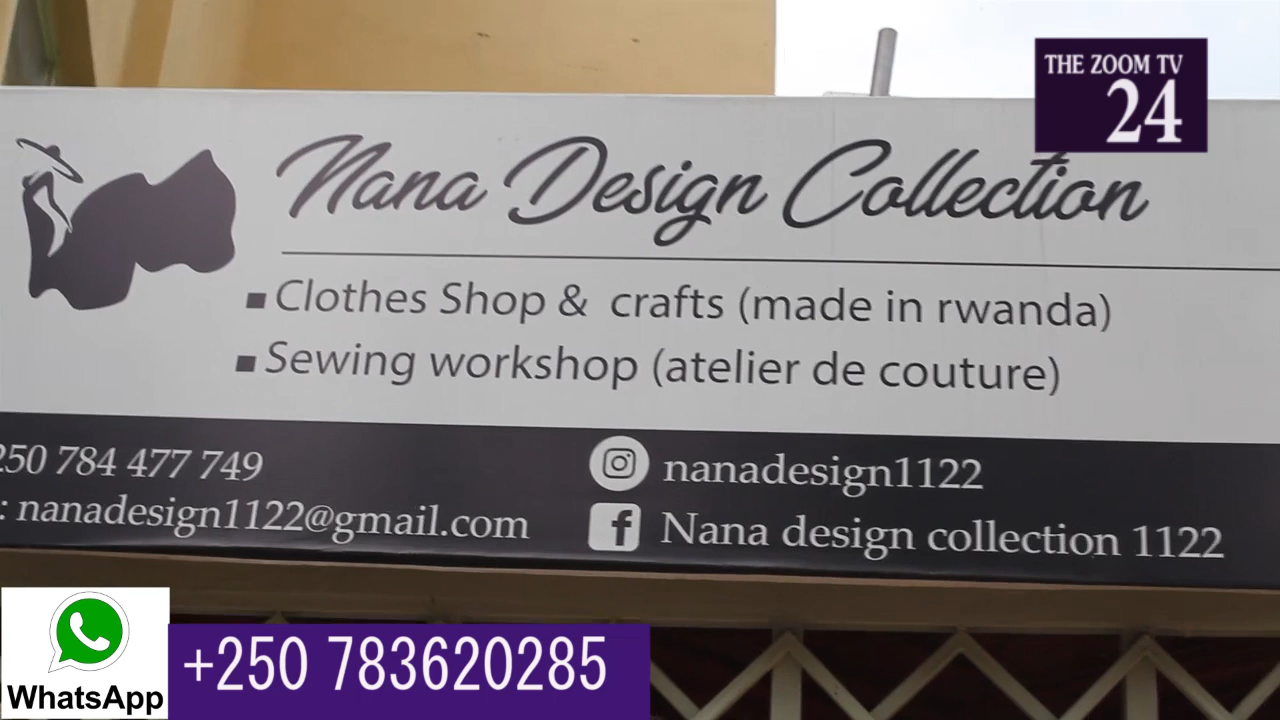 THE ZOOM TV
24
Nana Design Collection
Clothes Shop & crafts (made in rwanda)
Sewing workshop (atelier de couture)
250 784 477 749
: nanadesign1122@gmail.com
nanadesign1122
Nana design collection 1122
WhatsApp
+250 783620285